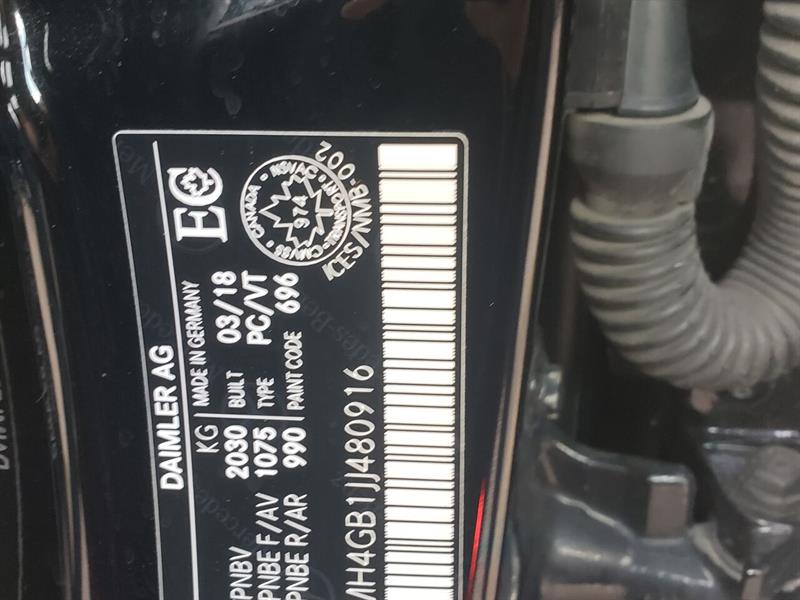 DAIMLER AG
KG MADE IN GERMANY
PNBV 2030 BUILT 03/18
PNBE F/AV 1075 TYPE PC/VT
PNBE R/AR 990 PAINT CODE 696
EC
CANADA
974
ICES/NMB-002
MH4GB1JJ480916